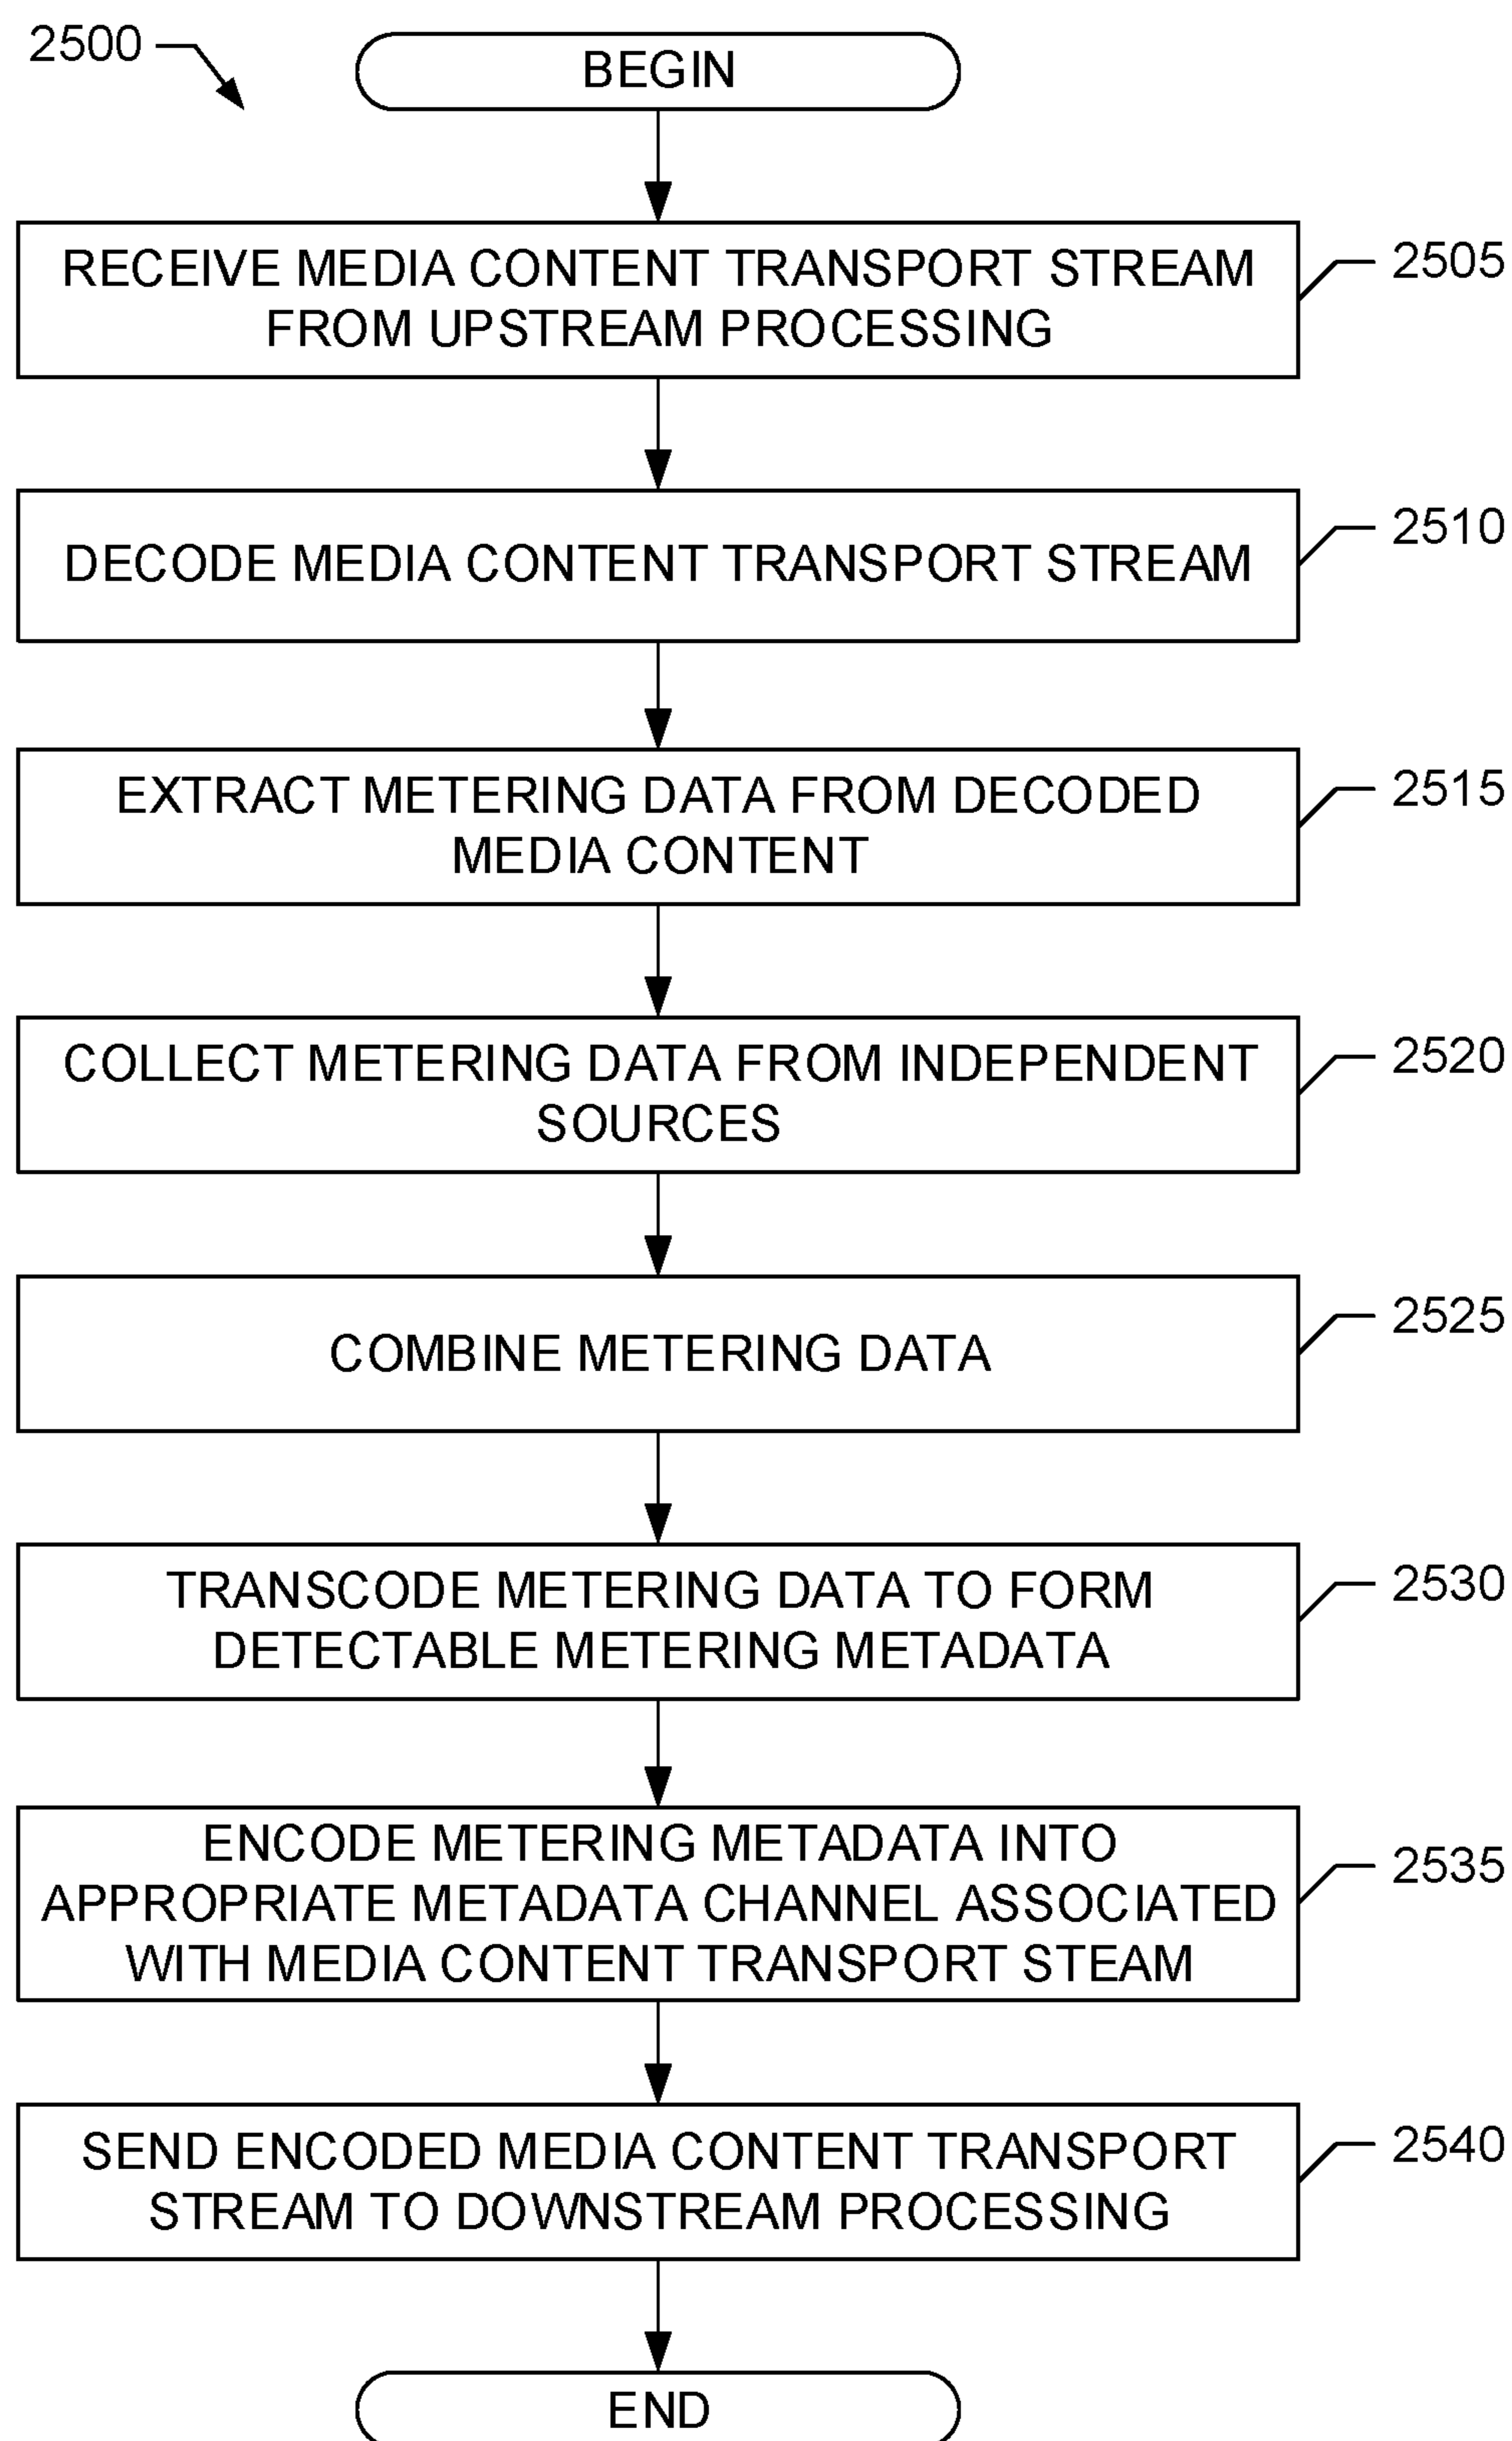 2500
BEGIN
RECEIVE MEDIA CONTENT TRANSPORT STREAM
FROM UPSTREAM PROCESSING
2505
DECODE MEDIA CONTENT TRANSPORT STREAM
2510
EXTRACT METERING DATA FROM DECODED
MEDIA CONTENT
2515
COLLECT METERING DATA FROM INDEPENDENT
SOURCES
2520
COMBINE METERING DATA
2525
TRANSCODE METERING DATA TO FORM
DETECTABLE METERING METADATA
2530
ENCODE METERING METADATA INTO
APPROPRIATE METADATA CHANNEL ASSOCIATED
WITH MEDIA CONTENT TRANSPORT STEAM
2535
SEND ENCODED MEDIA CONTENT TRANSPORT
STREAM TO DOWNSTREAM PROCESSING
2540
END